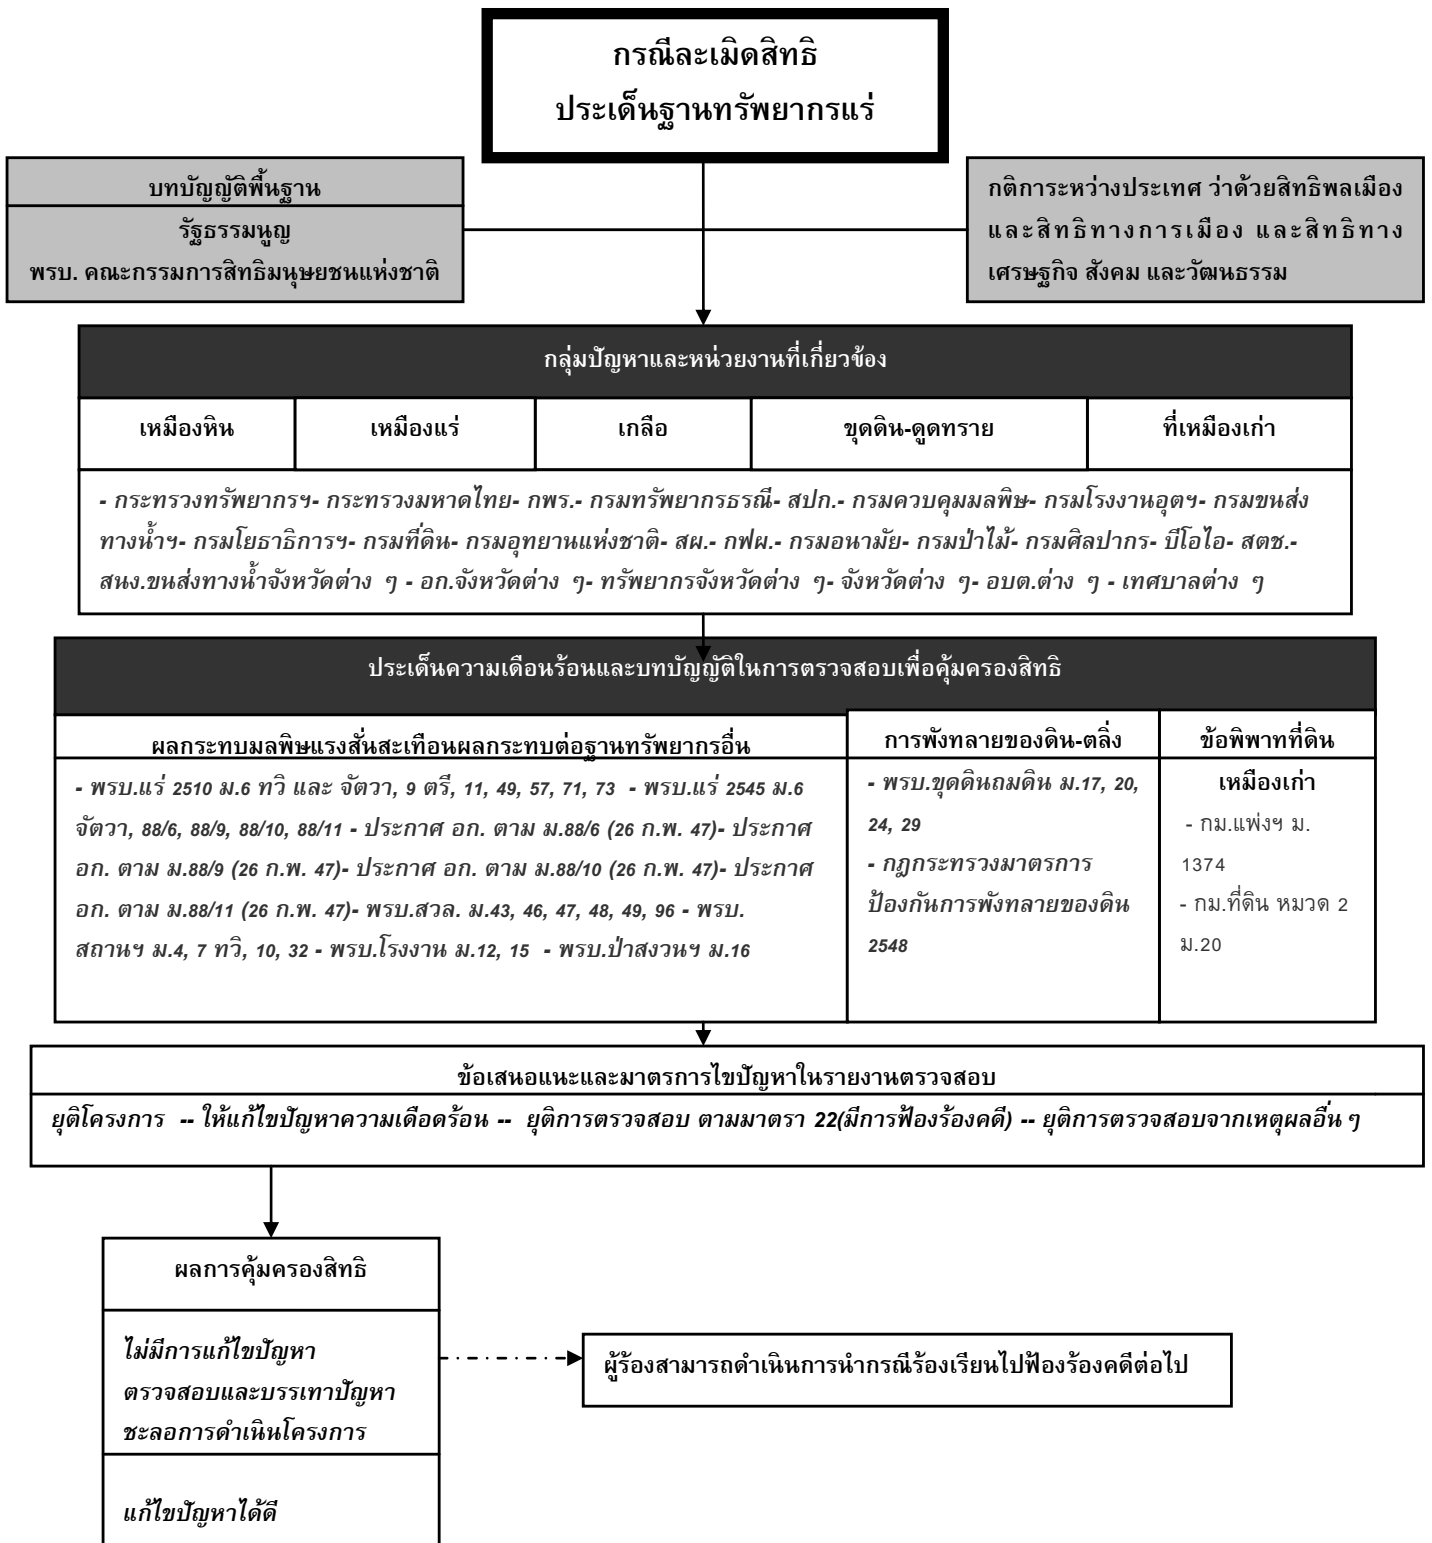 กรณีละเมิดสิทธิ
ประเด็นฐานทรัพยากรแร่
บทบัญญัติพื้นฐาน
รัฐธรรมนูญ
พรบ. คณะกรรมการสิทธิมนุษยชนแห่งชาติ
กติการะหว่างประเทศ ว่าด้วยสิทธิพลเมือง
และสิทธิทางการเมือง และสิทธิทาง
เศรษฐกิจ สังคม และวัฒนธรรม
กลุ่มปัญหาและหน่วยงานที่เกี่ยวข้อง
เหมืองหิน
เหมืองแร่
เกลือ
ขุดดิน-ดูดทราย
ที่เหมืองเก่า
- กระทรวงทรัพยากรฯ- กระทรวงมหาดไทย- กพร.- กรมทรัพยากรธรณี- สปก.- กรมควบคุมมลพิษ- กรมโรงงานอุตฯ- กรมขนส่ง
ทางน้ำฯ- กรมโยธาธิการฯ- กรมที่ดิน- กรมอุทยานแห่งชาติ- สผ.- กฟผ.- กรมอนามัย- กรมป่าไม้- กรมศิลปากร- บีโอไอ- สตช.-
สนง.ขนส่งทางน้ำจังหวัดต่าง ๆ - อก.จังหวัดต่าง ๆ- ทรัพยากรจังหวัดต่าง ๆ- จังหวัดต่าง ๆ- อบต.ต่าง ๆ - เทศบาลต่าง ๆ
ประเด็นความเดือนร้อนและบทบัญญัติในการตรวจสอบเพื่อคุ้มครองสิทธิ
ผลกระทบมลพิษแรงสั่นสะเทือนผลกระทบต่อฐานทรัพยากรอื่น
- พรบ.แร่ 2510 ม.6 ทวิ และ จัตวา, 9 ตรี, 11, 49, 57, 71, 73 - พรบ.แร่ 2545 ม.6
จัตวา, 88/6, 88/9, 88/10, 88/11 - ประกาศ อก. ตาม ม.88/6 (26 ก.พ. 47)- ประกาศ
อก. ตาม ม.88/9 (26 ก.พ. 47)- ประกาศ อก. ตาม ม.88/10 (26 ก.พ. 47)- ประกาศ
อก. ตาม ม.88/11 (26 ก.พ. 47)- พรบ.สวล. ม.43, 46, 47, 48, 49, 96 - พรบ.
สถานฯ ม.4, 7 ทวิ, 10, 32 - พรบ.โรงงาน ม.12, 15 - พรบ.ป่าสงวนฯ ม.16
การพังทลายของดิน-ตลิ่ง
- พรบ.ขุดดินถมดิน ม.17, 20,
24, 29
- กฎกระทรวงมาตรการ
ป้องกันการพังทลายของดิน
2548
ข้อพิพาทที่ดิน
เหมืองเก่า
- กม.แพ่งฯ ม.
1374
- กม.ที่ดิน หมวด 2
ม.20
ข้อเสนอแนะและมาตรการไขปัญหาในรายงานตรวจสอบ
ยุติโครงการ -- ให้แก้ไขปัญหาความเดือดร้อน -- ยุติการตรวจสอบ ตามมาตรา 22(มีการฟ้องร้องคดี) -- ยุติการตรวจสอบจากเหตุผลอื่น ๆ
ผลการคุ้มครองสิทธิ
ไม่มีการแก้ไขปัญหา
ตรวจสอบและบรรเทาปัญหา
ชะลอการดำเนินโครงการ
แก้ไขปัญหาได้ดี
ผู้ร้องสามารถดำเนินการนำกรณีร้องเรียนไปฟ้องร้องคดีต่อไป